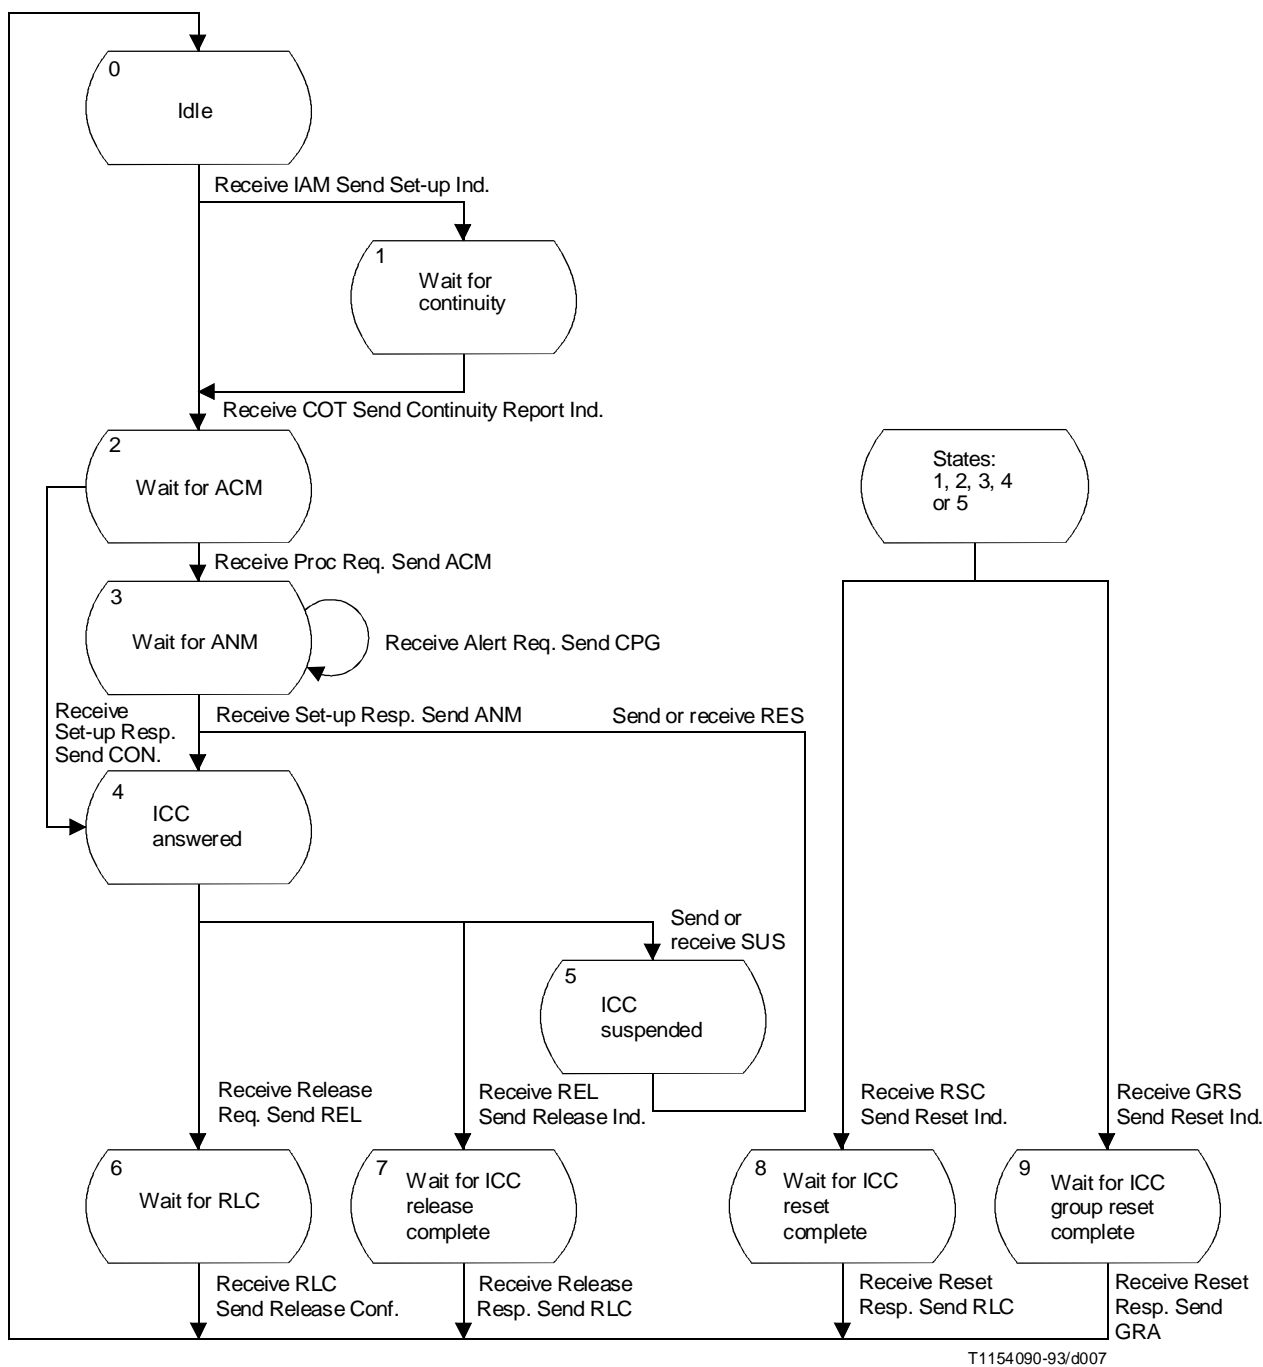 0
Idle
Receive IAM Send Set-up Ind.
1
Wait for
continuity
Receive COT Send Continuity Report Ind.
2
Wait for ACM
States:
1, 2, 3, 4
or 5
Receive Proc Req. Send ACM
3
Wait for ANM
Receive Alert Req. Send CPG
Receive
Set-up Resp.
Send CON.
Receive Set-up Resp. Send ANM
Send or receive RES
4
ICC
answered
Send or
receive SUS
5
ICC
suspended
Receive Release
Req. Send REL
Receive REL
Send Release Ind.
Receive RSC
Send Reset Ind.
Receive GRS
Send Reset Ind.
6
Wait for RLC
7
Wait for ICC
release
complete
8
Wait for ICC
reset
complete
9
Wait for ICC
group reset
complete
Receive RLC
Send Release Conf.
Receive Release
Resp. Send RLC
Receive Reset
Resp. Send RLC
Receive Reset
Resp. Send
GRA
T1154090-93/d007